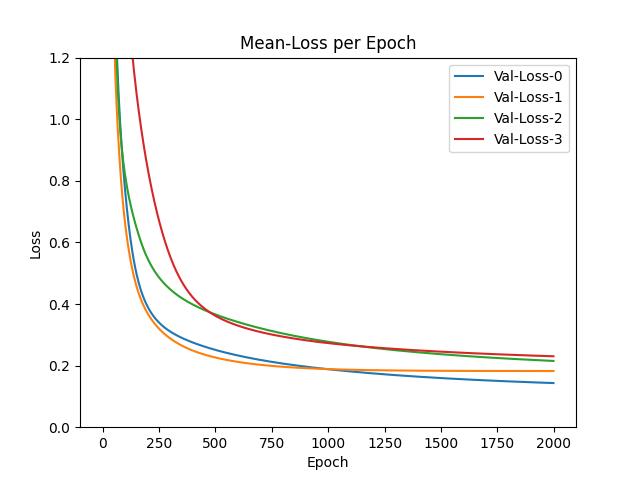 Mean-Loss per Epoch
1.2
1.0
0.8
0.6
0.4
0.2
0.0
Loss
Val-Loss-0
Val-Loss-1
Val-Loss-2
Val-Loss-3
0 250 500 750 1000 1250 1500 1750 2000
Epoch